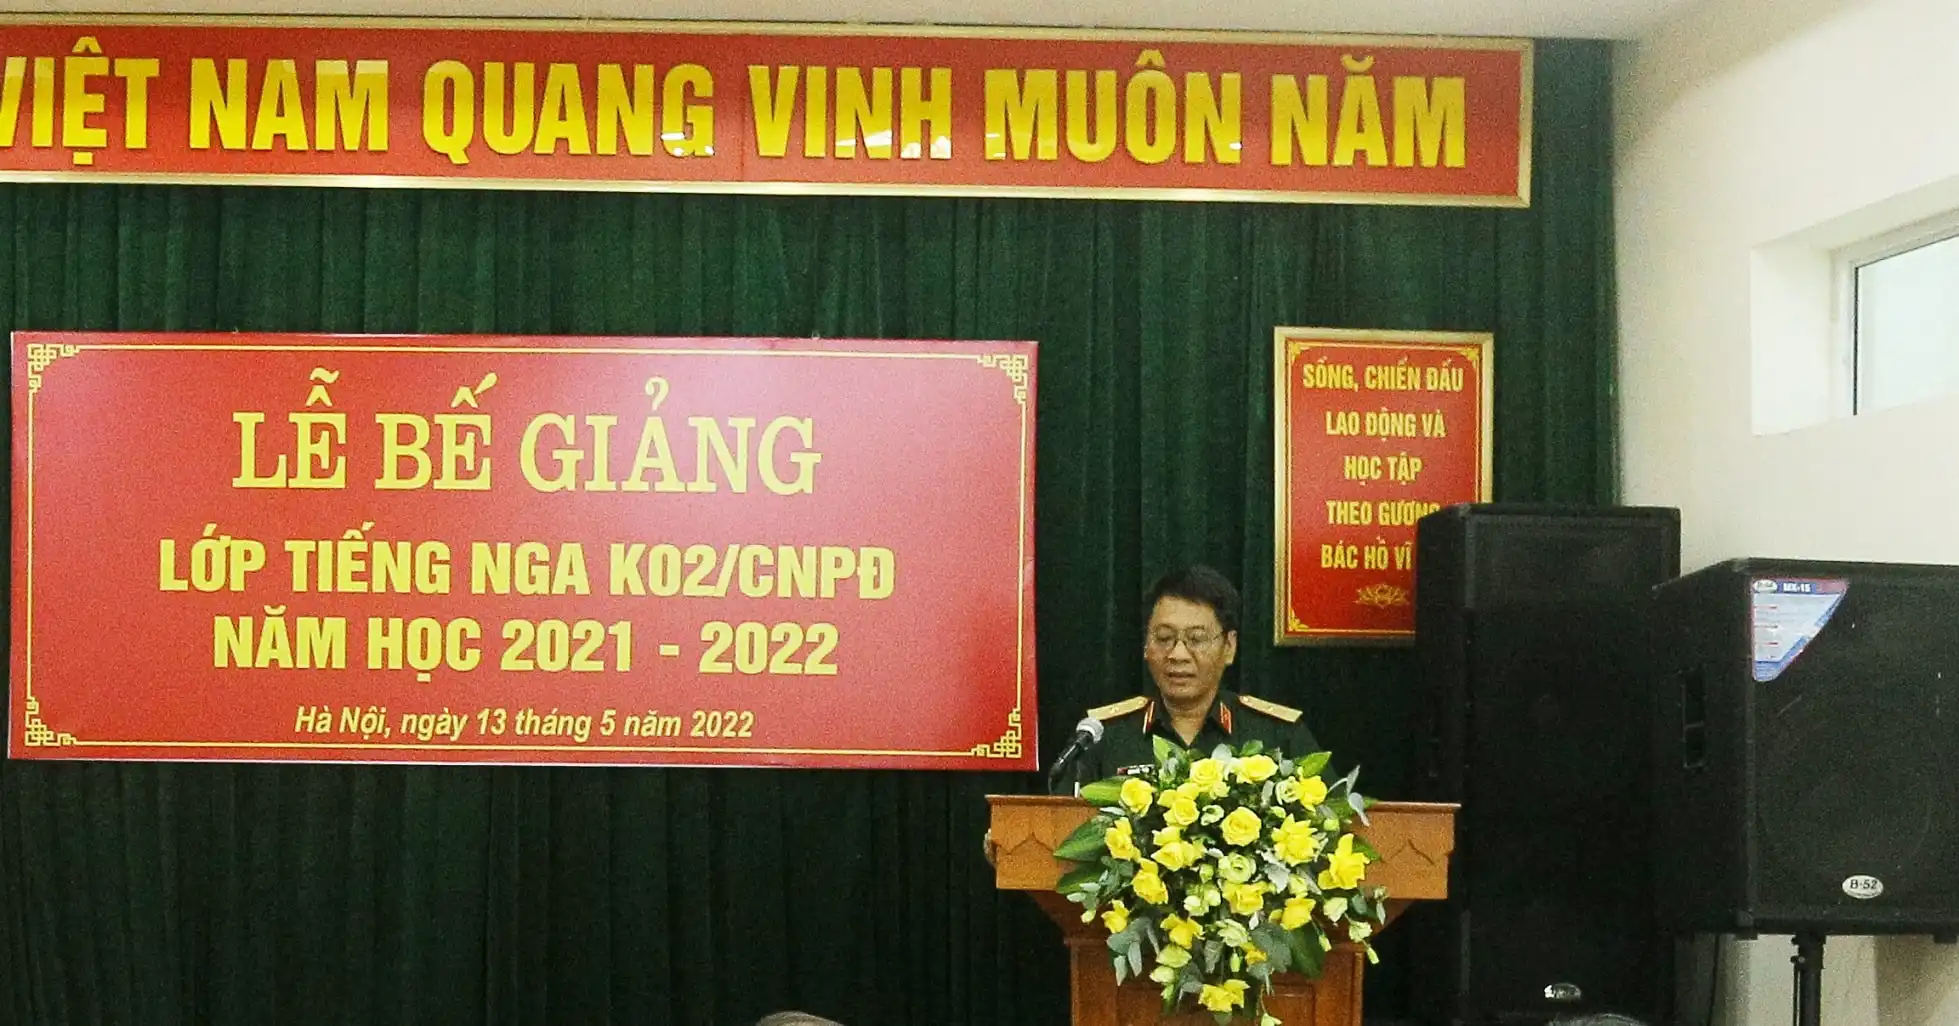 VIỆT NAM QUANG VINH MUÔN NĂM
LỄ BẾ GIẢNG
LỚP TIẾNG NGA K02/CNPĐ
NĂM HỌC 2021 - 2022
Hà Nội, ngày 13 tháng 5 năm 2022
SỐNG, CHIẾN ĐẤU
LAO ĐỘNG VÀ
HỌC TẬP
THEO GƯƠNG
BÁC HỒ VĨ
MX-15
B-52